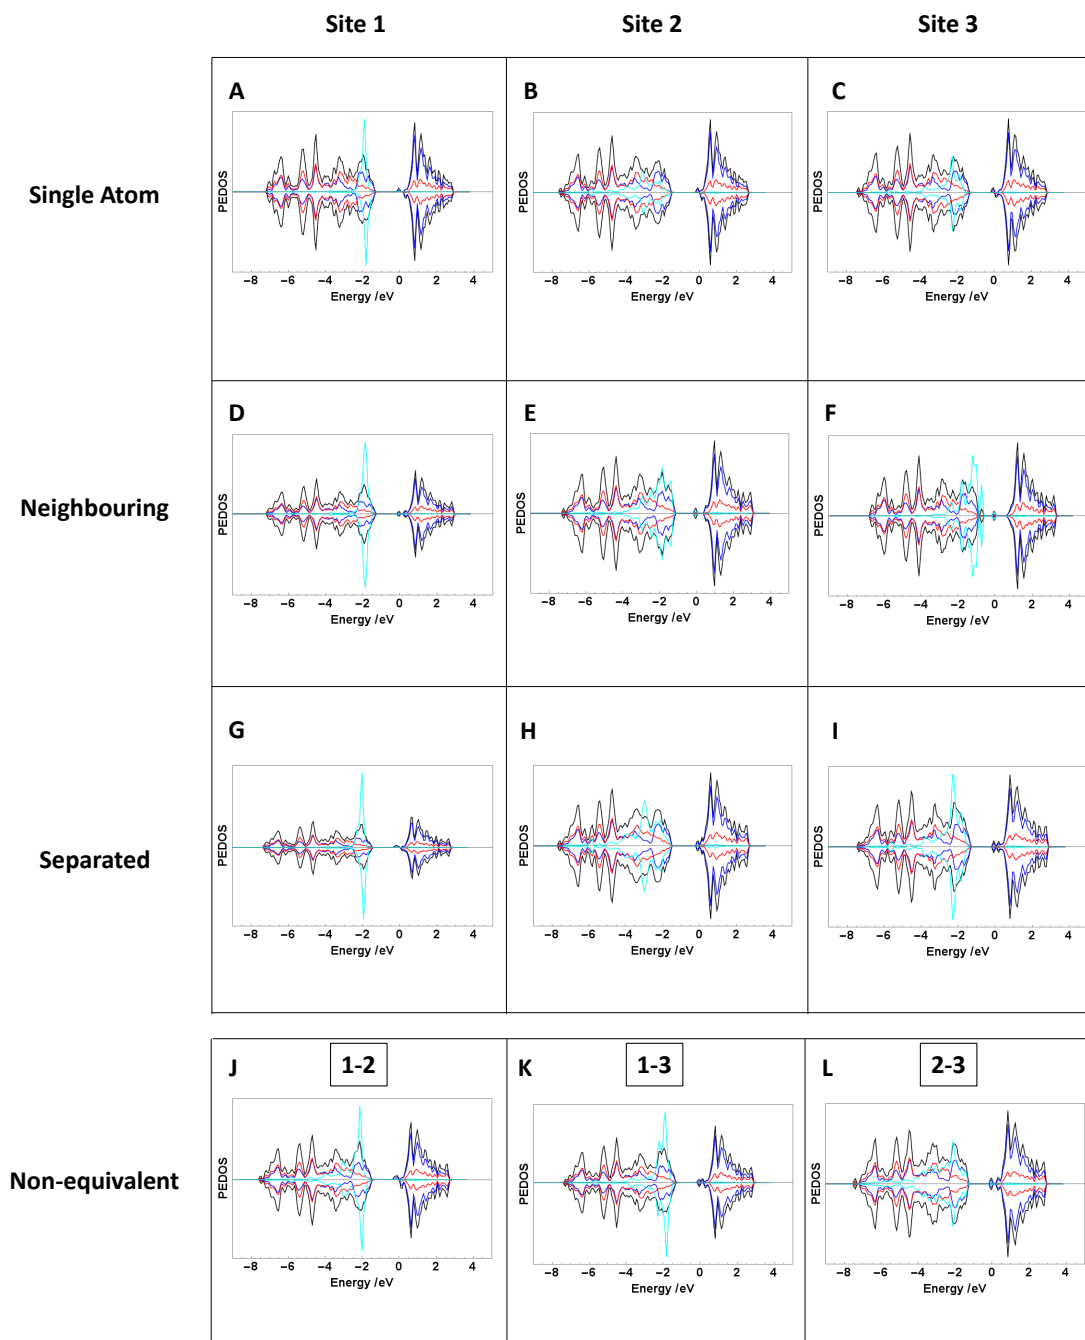 Site 1 Site 2 Site 3
Single Atom
A B C
PEDOS PEDOS PEDOS
−8 −6 −4 −2 0 2 4 −8 −6 −4 −2 0 2 4 −8 −6 −4 −2 0 2 4
Energy /eV Energy /eV Energy /eV
Neighbouring
D E F
PEDOS PEDOS PEDOS
−8 −6 −4 −2 0 2 4 −8 −6 −4 −2 0 2 4 −8 −6 −4 −2 0 2 4
Energy /eV Energy /eV Energy /eV
Separated
G H I
PEDOS PEDOS PEDOS
−8 −6 −4 −2 0 2 4 −8 −6 −4 −2 0 2 4 −8 −6 −4 −2 0 2 4
Energy /eV Energy /eV Energy /eV
Non-equivalent
J 1-2 K 1-3 L 2-3
PEDOS PEDOS PEDOS
−8 −6 −4 −2 0 2 4 −8 −6 −4 −2 0 2 4 −8 −6 −4 −2 0 2 4
Energy /eV Energy /eV Energy /eV